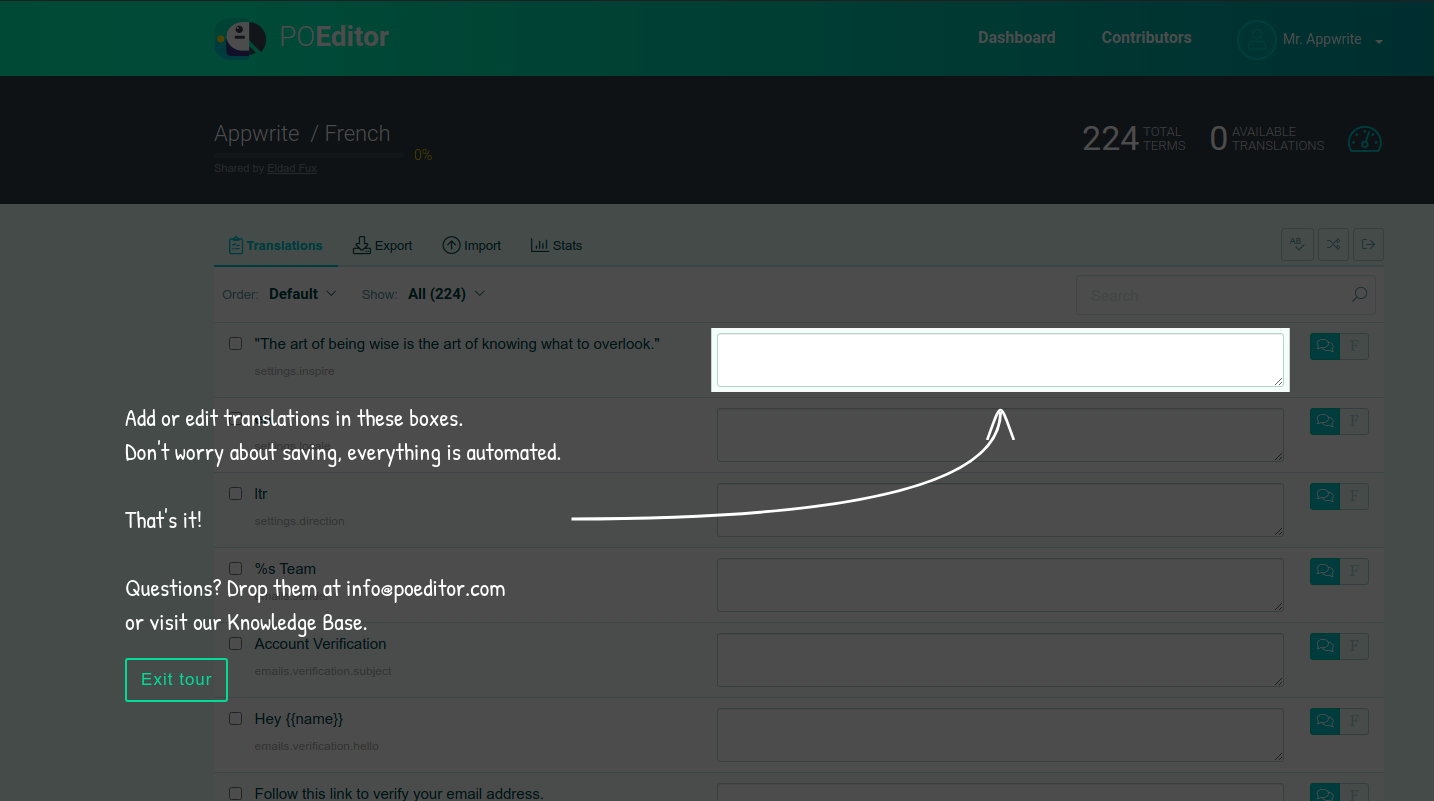 POEditor
Dashboard
Contributors
Mr. Appwrite
Appwrite / French
0%
Shared by Eldad Fux
224 TOTAL TERMS
0 AVAILABLE TRANSLATIONS
Translations
Export
Import
Stats
Order: Default
Show: All (224)
Search
"The art of being wise is the art of knowing what to overlook."
settings.inspire
F
Add or edit translations in these boxes.
settings.locale
F
Don't worry about saving, everything is automated.
ltr
settings.direction
F
That's it!
%s Team
F
Questions? Drop them at info@poeditor.com
or visit our Knowledge Base.
Account Verification
emails.verification.subject
F
Exit tour
Hey {{name}}
emails.verification.hello
F
Follow this link to verify your email address.
F